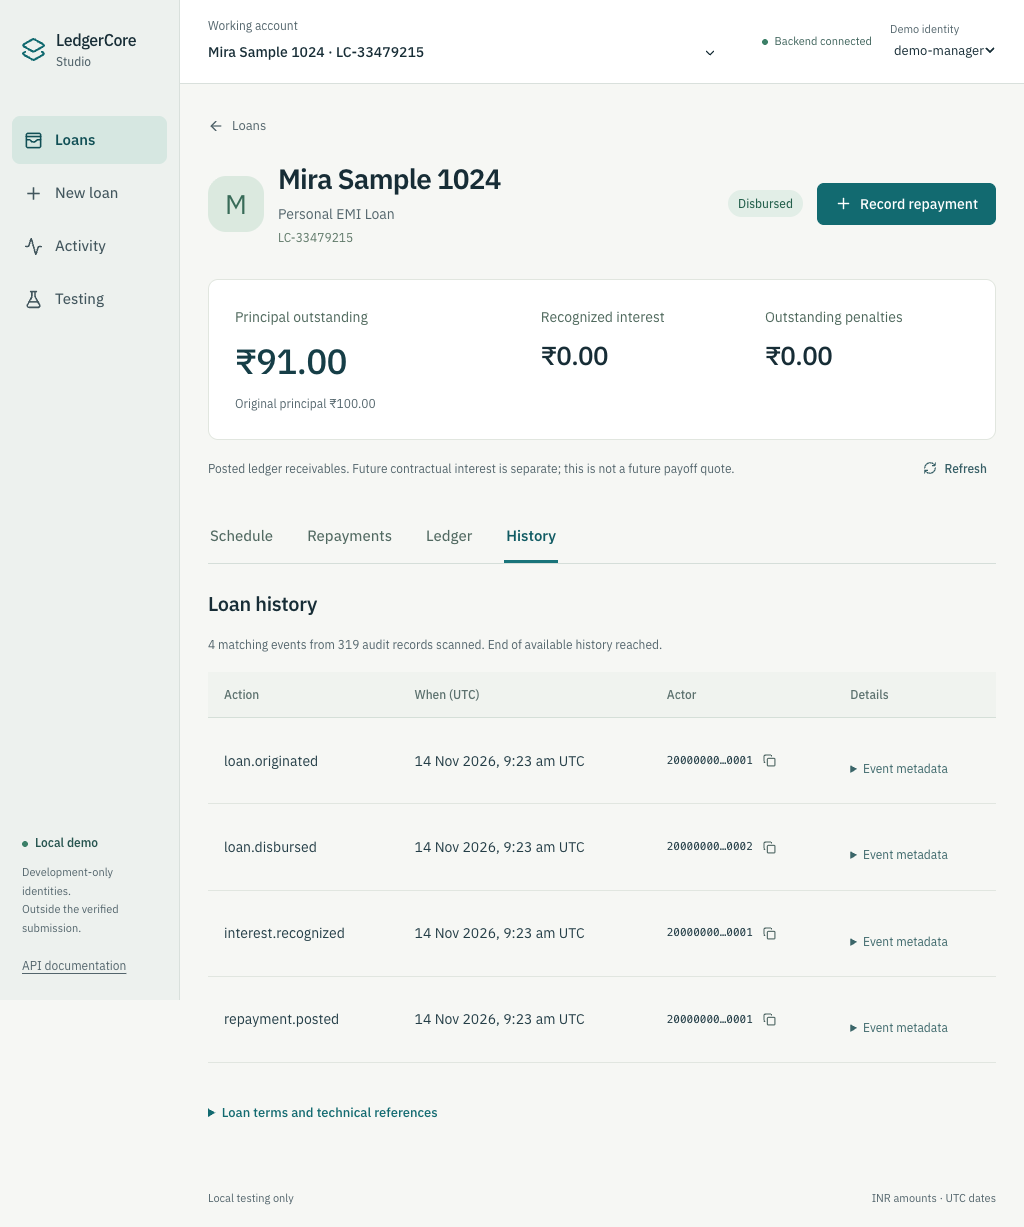 LedgerCore
Studio
Loans
New loan
Activity
Testing
Local demo
Development-only
identities.
Outside the verified
submission.
API documentation
Working account
Mira Sample 1024 · LC-33479215
Backend connected
Demo identity
demo-manager
Loans
M
Mira Sample 1024
Personal EMI Loan
LC-33479215
Disbursed
Record repayment
Principal outstanding
₹91.00
Original principal ₹100.00
Recognized interest
₹0.00
Outstanding penalties
₹0.00
Posted ledger receivables. Future contractual interest is separate; this is not a future payoff quote.
Refresh
Schedule Repayments Ledger History
Loan history
4 matching events from 319 audit records scanned. End of available history reached.
Action When (UTC) Actor Details
loan.originated 14 Nov 2026, 9:23 am UTC 20000000…0001 Event metadata
loan.disbursed 14 Nov 2026, 9:23 am UTC 20000000…0002 Event metadata
interest.recognized 14 Nov 2026, 9:23 am UTC 20000000…0001 Event metadata
repayment.posted 14 Nov 2026, 9:23 am UTC 20000000…0001 Event metadata
Loan terms and technical references
Local testing only
INR amounts · UTC dates